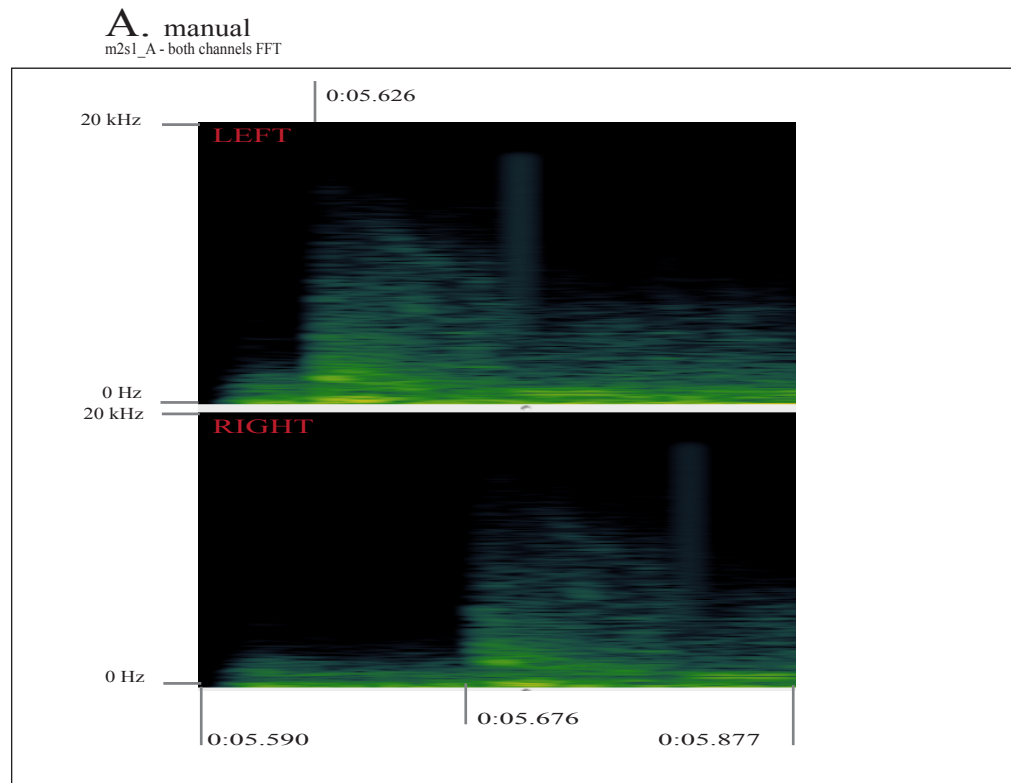 A. manual
m2s1_A - both channels FFT
0:05.626
20 kHz
LEFT
0 Hz
20 kHz
RIGHT
0 Hz
0:05.676
0:05.590
0:05.877